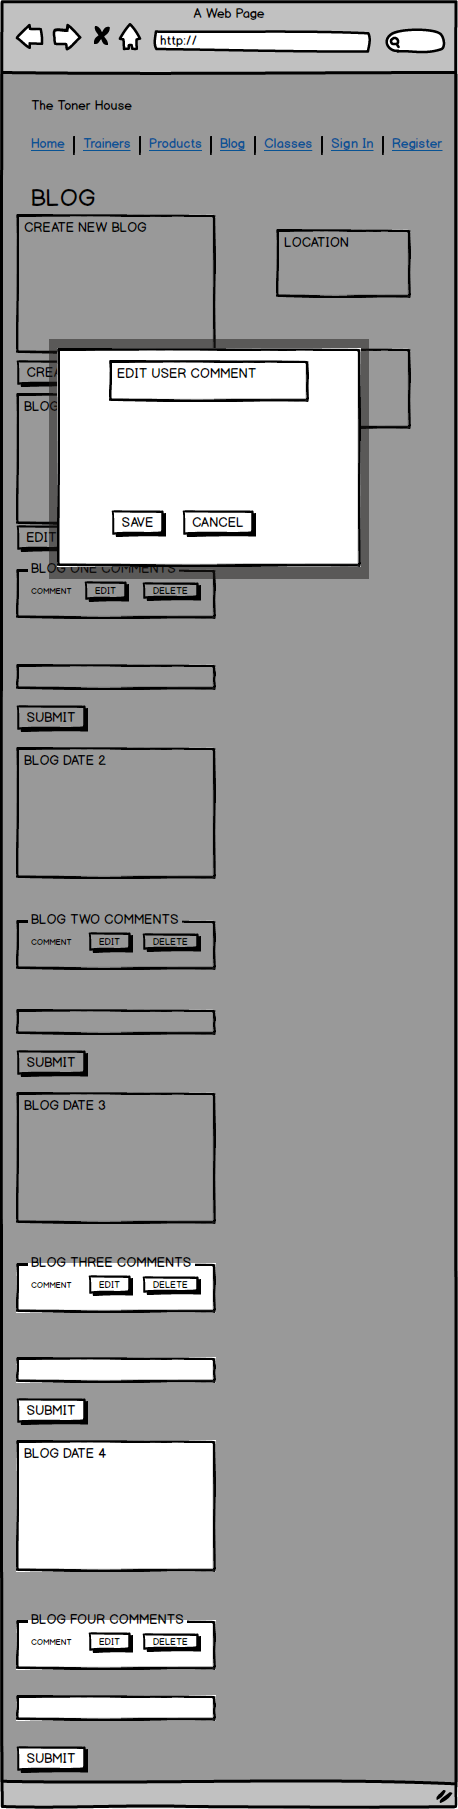 A Web Page
http://
The Toner House
Home Trainers Products Blog Classes Sign In Register
BLOG
CREATE NEW BLOG
LOCATION
EDIT USER COMMENT
SAVE CANCEL
BLOG
EDIT
BLOG ONE COMMENTS
COMMENT EDIT DELETE
SUBMIT
BLOG DATE 2
BLOG TWO COMMENTS
COMMENT EDIT DELETE
SUBMIT
BLOG DATE 3
BLOG THREE COMMENTS
COMMENT EDIT DELETE
SUBMIT
BLOG DATE 4
BLOG FOUR COMMENTS
COMMENT EDIT DELETE
SUBMIT